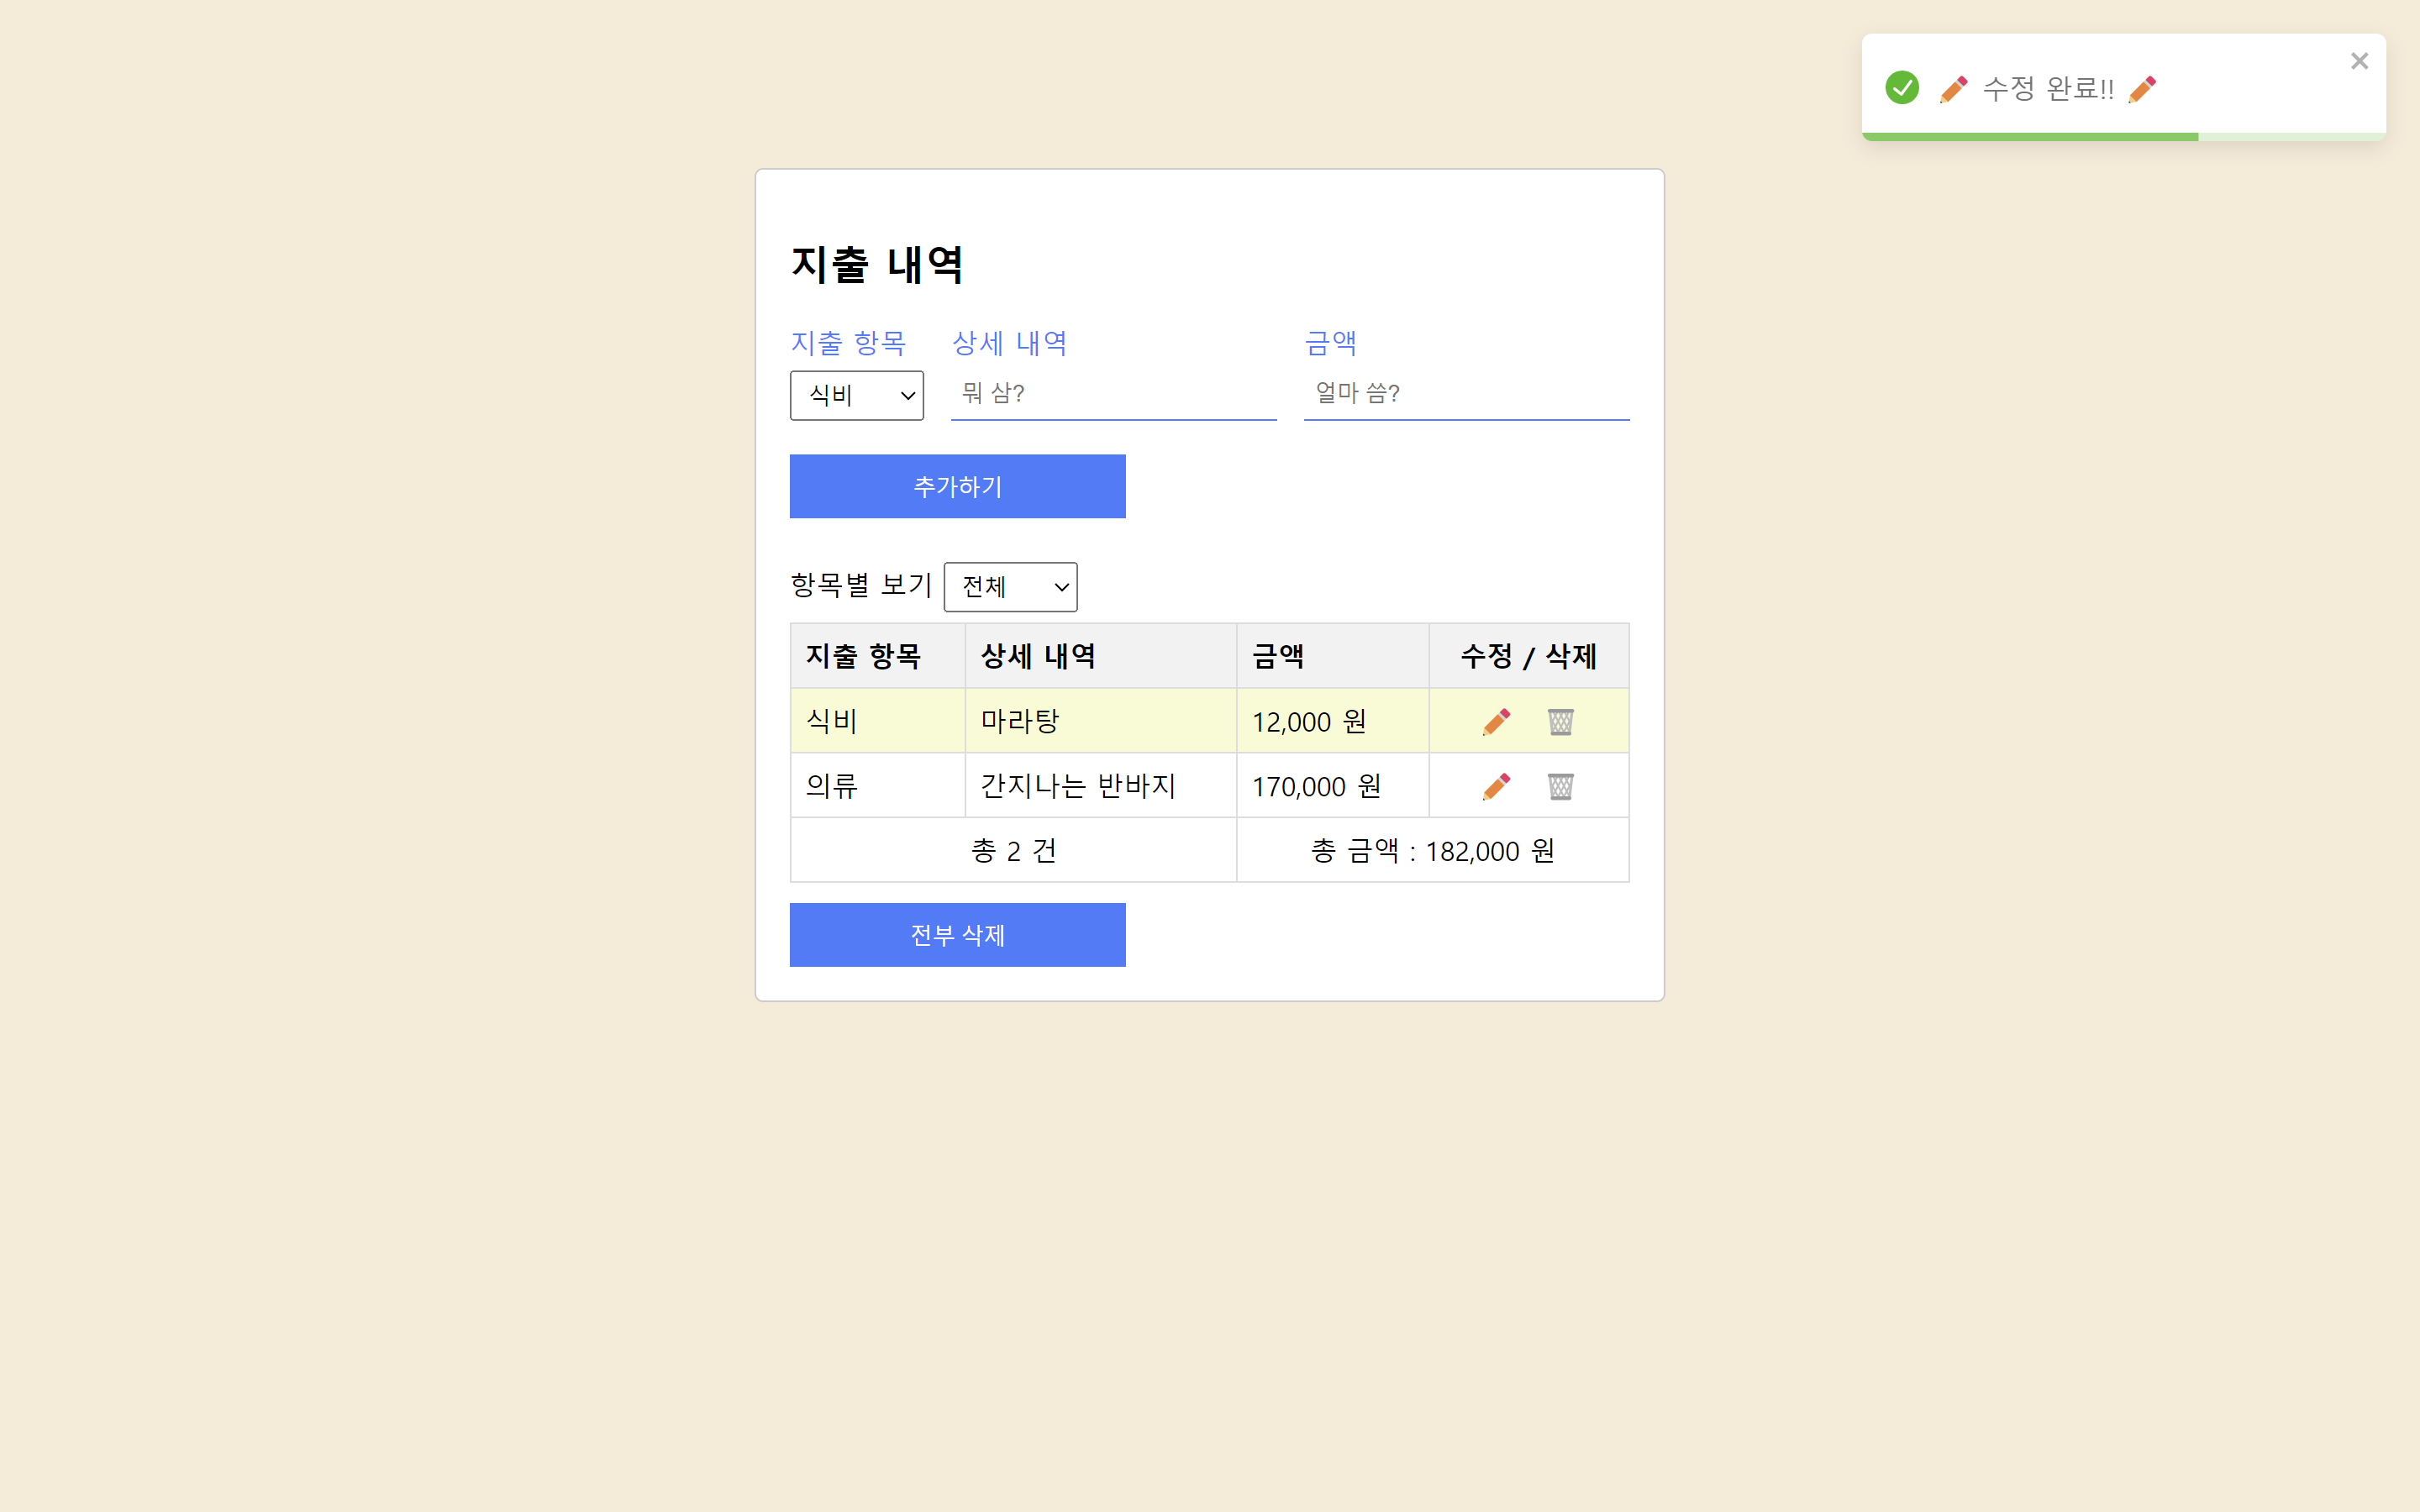 수정 완료!!
지출 내역
지출 항목 상세 내역 금액
식비 뭐 삼? 얼마 씀?
추가하기
항목별 보기 전체
지출 항목 상세 내역 금액 수정 / 삭제
식비 마라탕 12,000 원
의류 간지나는 반바지 170,000 원
총 2 건 총 금액 : 182,000 원
전부 삭제